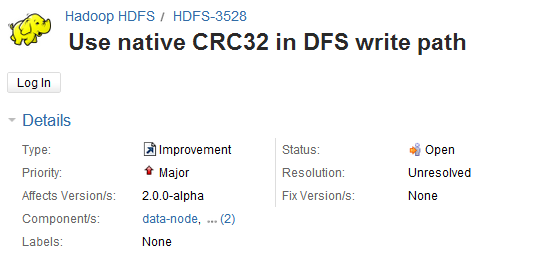 Hadoop HDFS / HDFS-3528
Use native CRC32 in DFS write path
Log In
Details
Type: Improvement Status: Open
Priority: Major Resolution: Unresolved
Affects Version/s: 2.0.0-alpha Fix Version/s: None
Component/s: data-node, ... (2)
Labels: None